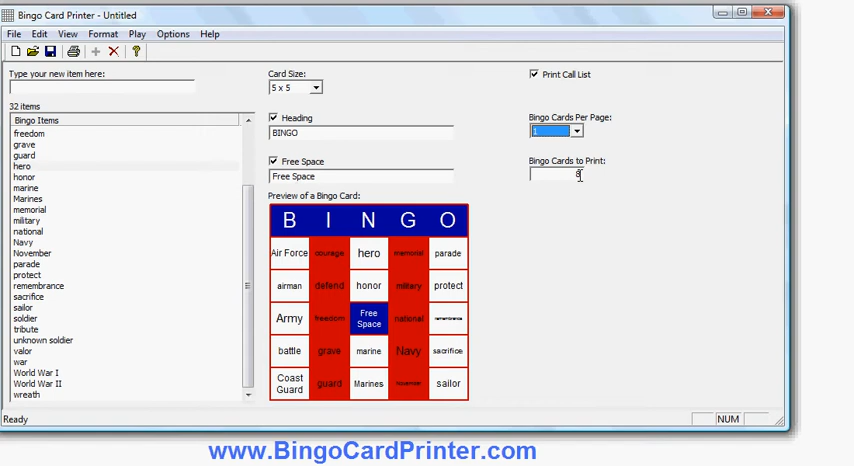 Bingo Card Printer - Untitled
File Edit View Format Play Options Help
Type your new item here:
32 items
Bingo Items
freedom
grave
guard
hero
honor
marine
Marines
memorial
military
national
Navy
November
parade
protect
remembrance
sacrifice
sailor
soldier
tribute
unknown soldier
valor
war
World War I
World War II
wreath
Card Size:
5 x 5
Heading
BINGO
Free Space
Free Space
Preview of a Bingo Card:
B I N G O
Air Force courage hero memorial parade
airman defend honor military protect
Army freedom Free Space national
battle grave marine Navy sacrifice
Coast Guard guard Marines November sailor
Print Call List
Bingo Cards Per Page:
1
Bingo Cards to Print:
Ready
NUM
www.BingoCardPrinter.com